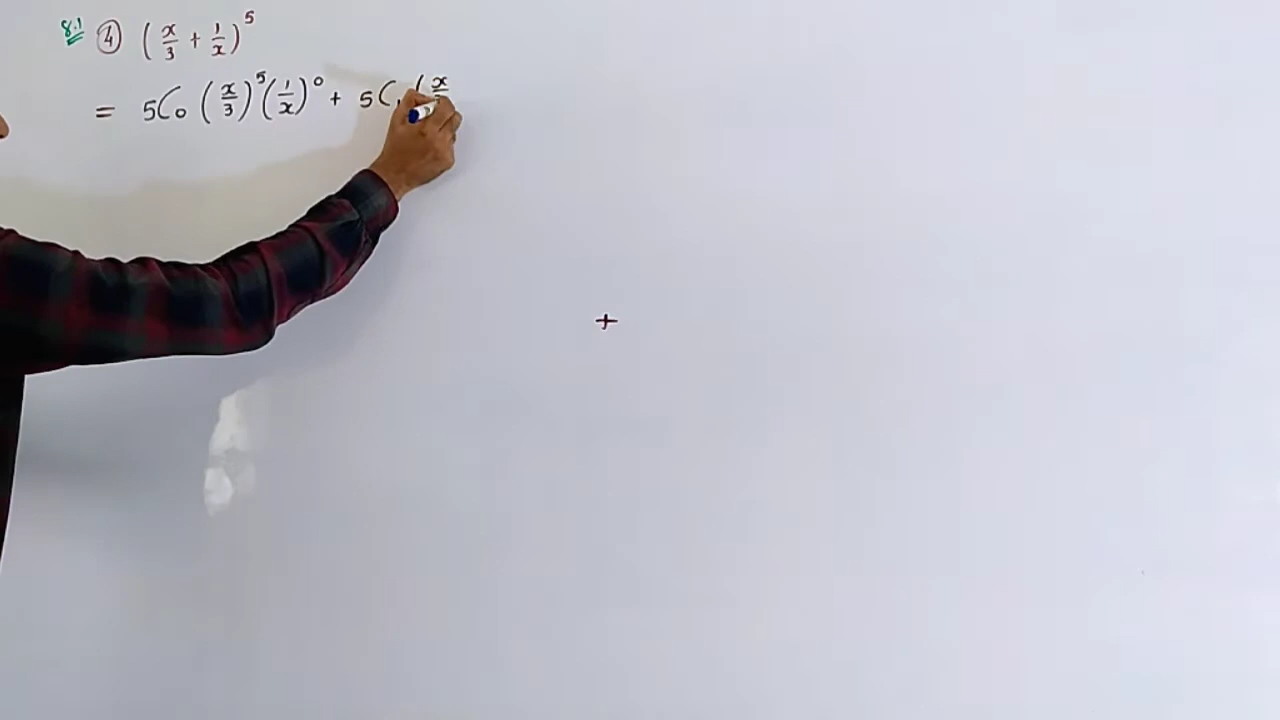 8.1 ④ (x/3 + 1/x)^5
= 5C₀ (x/3)^5 (1/x)^0 + 5C₁ (x
+